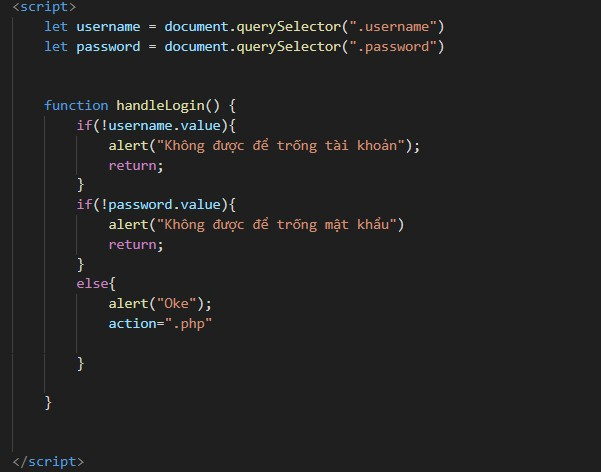 <script>
let username = document.querySelector(".username")
let password = document.querySelector(".password")
function handleLogin() {
if(!username.value){
alert("Không được để trống tài khoản");
return;
}
if(!password.value){
alert("Không được để trống mật khẩu")
return;
}
else{
alert("Oke");
action=".php"
}
}
</script>